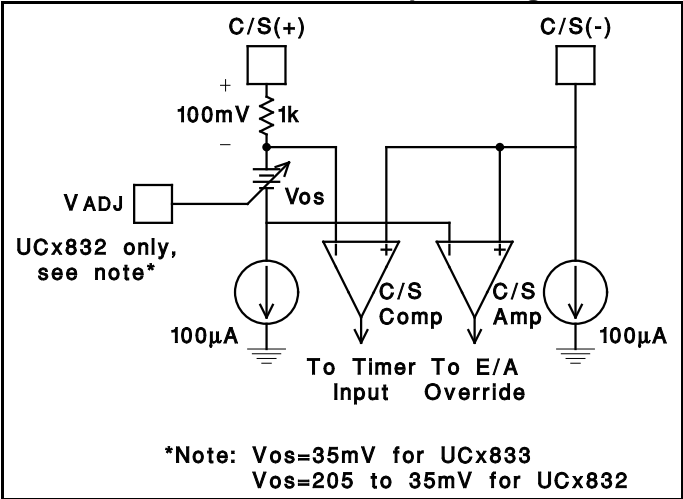 C/S(+) C/S(-)
+
100mV 1k
−
VADJ
Vos
UCx832 only,
see note*
− + − +
C/S
Comp
C/S
Amp
100µA 100µA
To Timer To E/A
Input Override
*Note: Vos=35mV for UCx833
Vos=205 to 35mV for UCx832